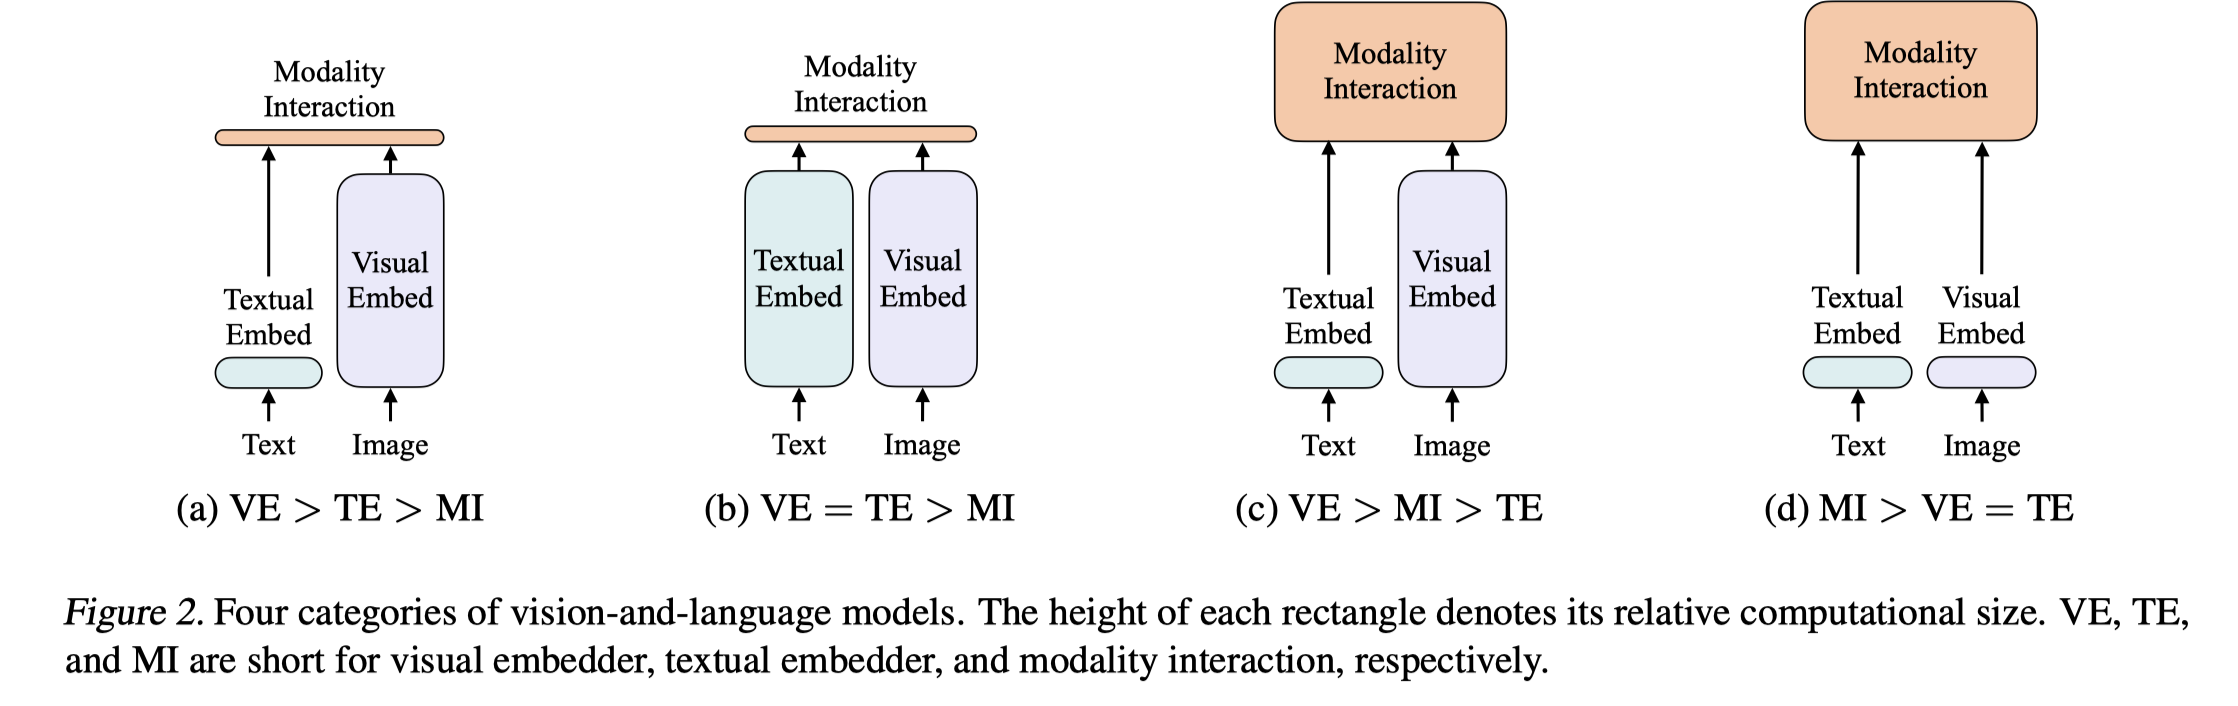 Modality
Interaction
Textual
Embed
Visual
Embed
Text
Image
(a) VE > TE > MI
Modality
Interaction
Textual
Embed
Visual
Embed
Text
Image
(b) VE = TE > MI
Modality
Interaction
Textual
Embed
Visual
Embed
Text
Image
(c) VE > MI > TE
Modality
Interaction
Textual
Embed
Visual
Embed
Text
Image
(d) MI > VE = TE
Figure 2. Four categories of vision-and-language models. The height of each rectangle denotes its relative computational size. VE, TE,
and MI are short for visual embedder, textual embedder, and modality interaction, respectively.